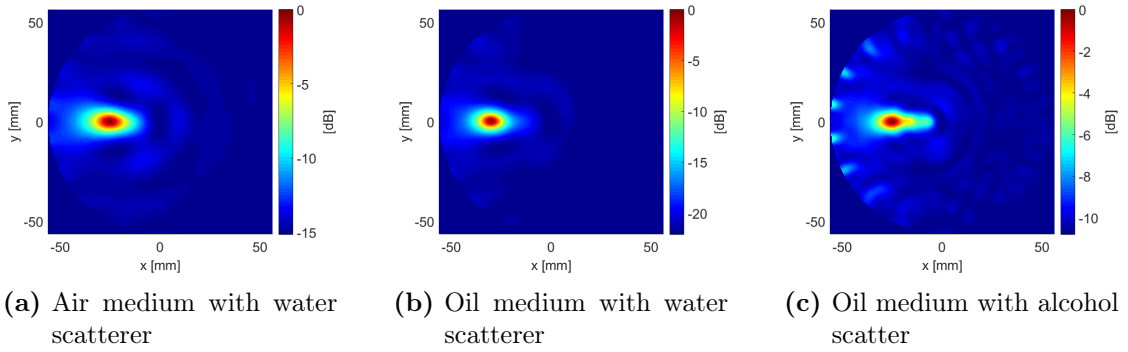 50
0
-50
y [mm]
-50
0
50
x [mm]
0
-5
-10
-15
[dB]
50
0
-50
y [mm]
-50
0
50
x [mm]
0
-5
-10
-15
-20
[dB]
50
0
-50
y [mm]
-50
0
50
x [mm]
0
-2
-4
-6
-8
-10
[dB]
(a) Air medium with water
scatterer
(b) Oil medium with water
scatterer
(c) Oil medium with alcohol
scatter